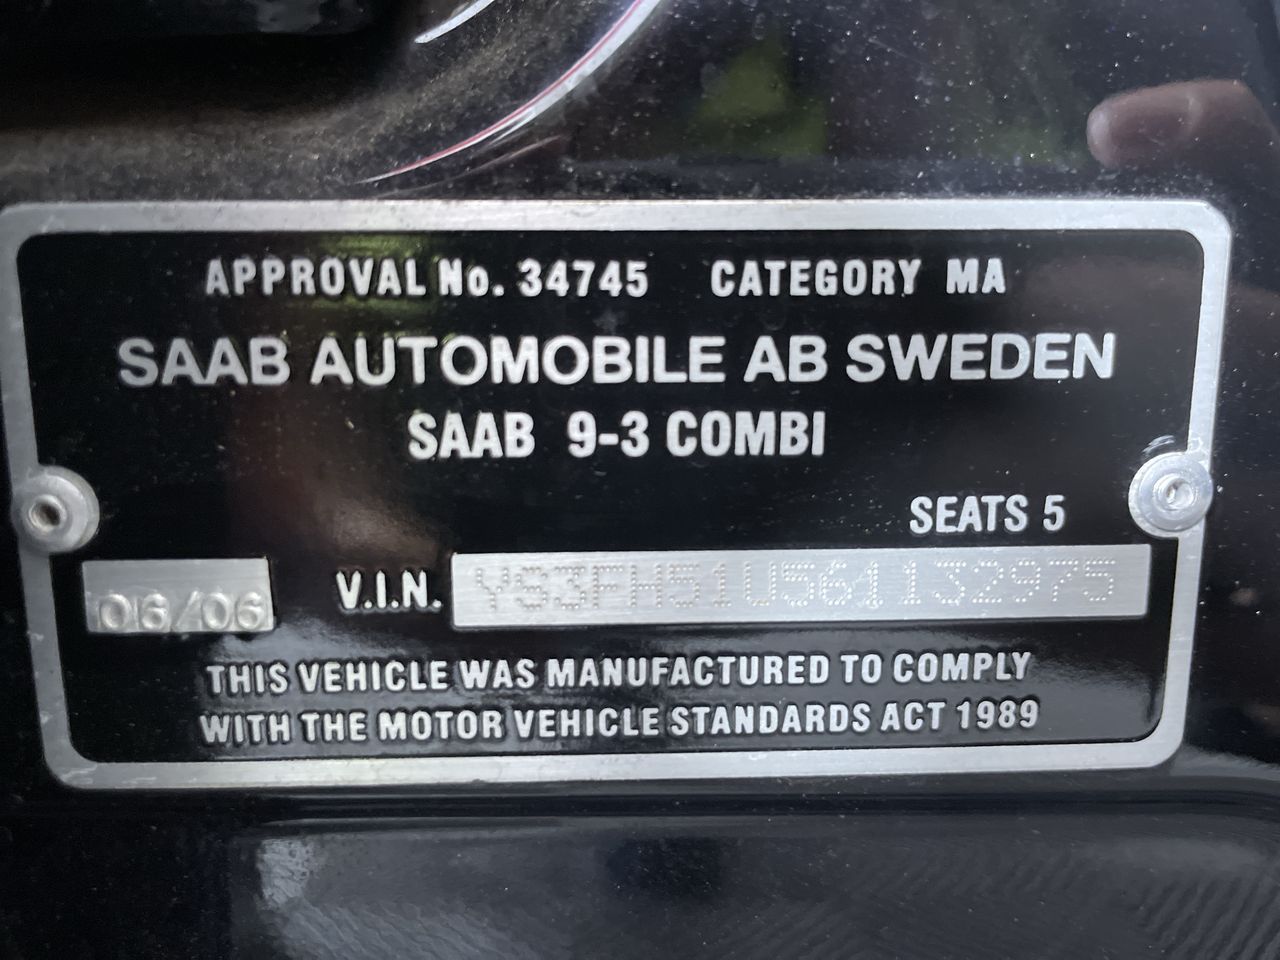 APPROVAL No. 34745 CATEGORY MA
SAAB AUTOMOBILE AB SWEDEN
SAAB 9-3 COMBI
SEATS 5
06/06 V.I.N. YS3FH51U561132975
THIS VEHICLE WAS MANUFACTURED TO COMPLY
WITH THE MOTOR VEHICLE STANDARDS ACT 1989